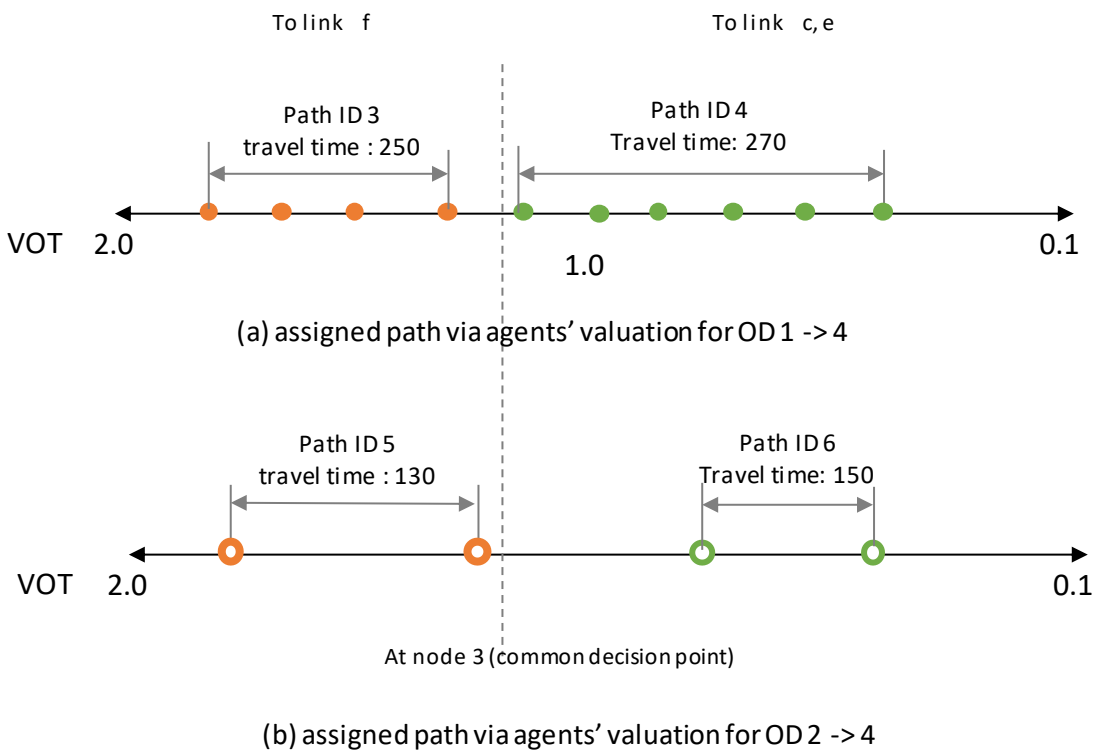 To link f
To link c, e
Path ID 3
travel time : 250
Path ID 4
Travel time: 270
VOT 2.0
1.0
0.1
(a) assigned path via agents' valuation for OD 1 -> 4
Path ID 5
travel time : 130
Path ID 6
Travel time: 150
VOT 2.0
0.1
At node 3 (common decision point)
(b) assigned path via agents' valuation for OD 2 -> 4